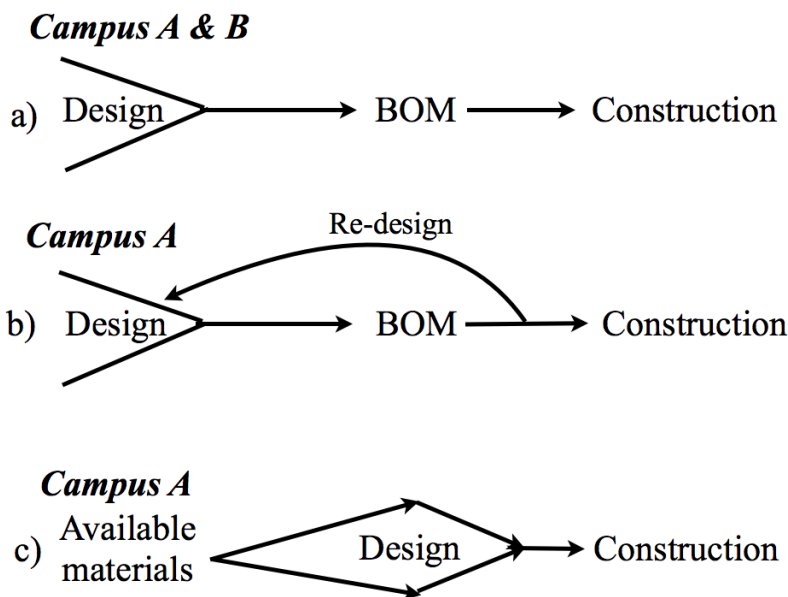 Campus A & B
a) Design BOM Construction
Re-design
Campus A
b) Design BOM Construction
Campus A
c) Available materials Design Construction